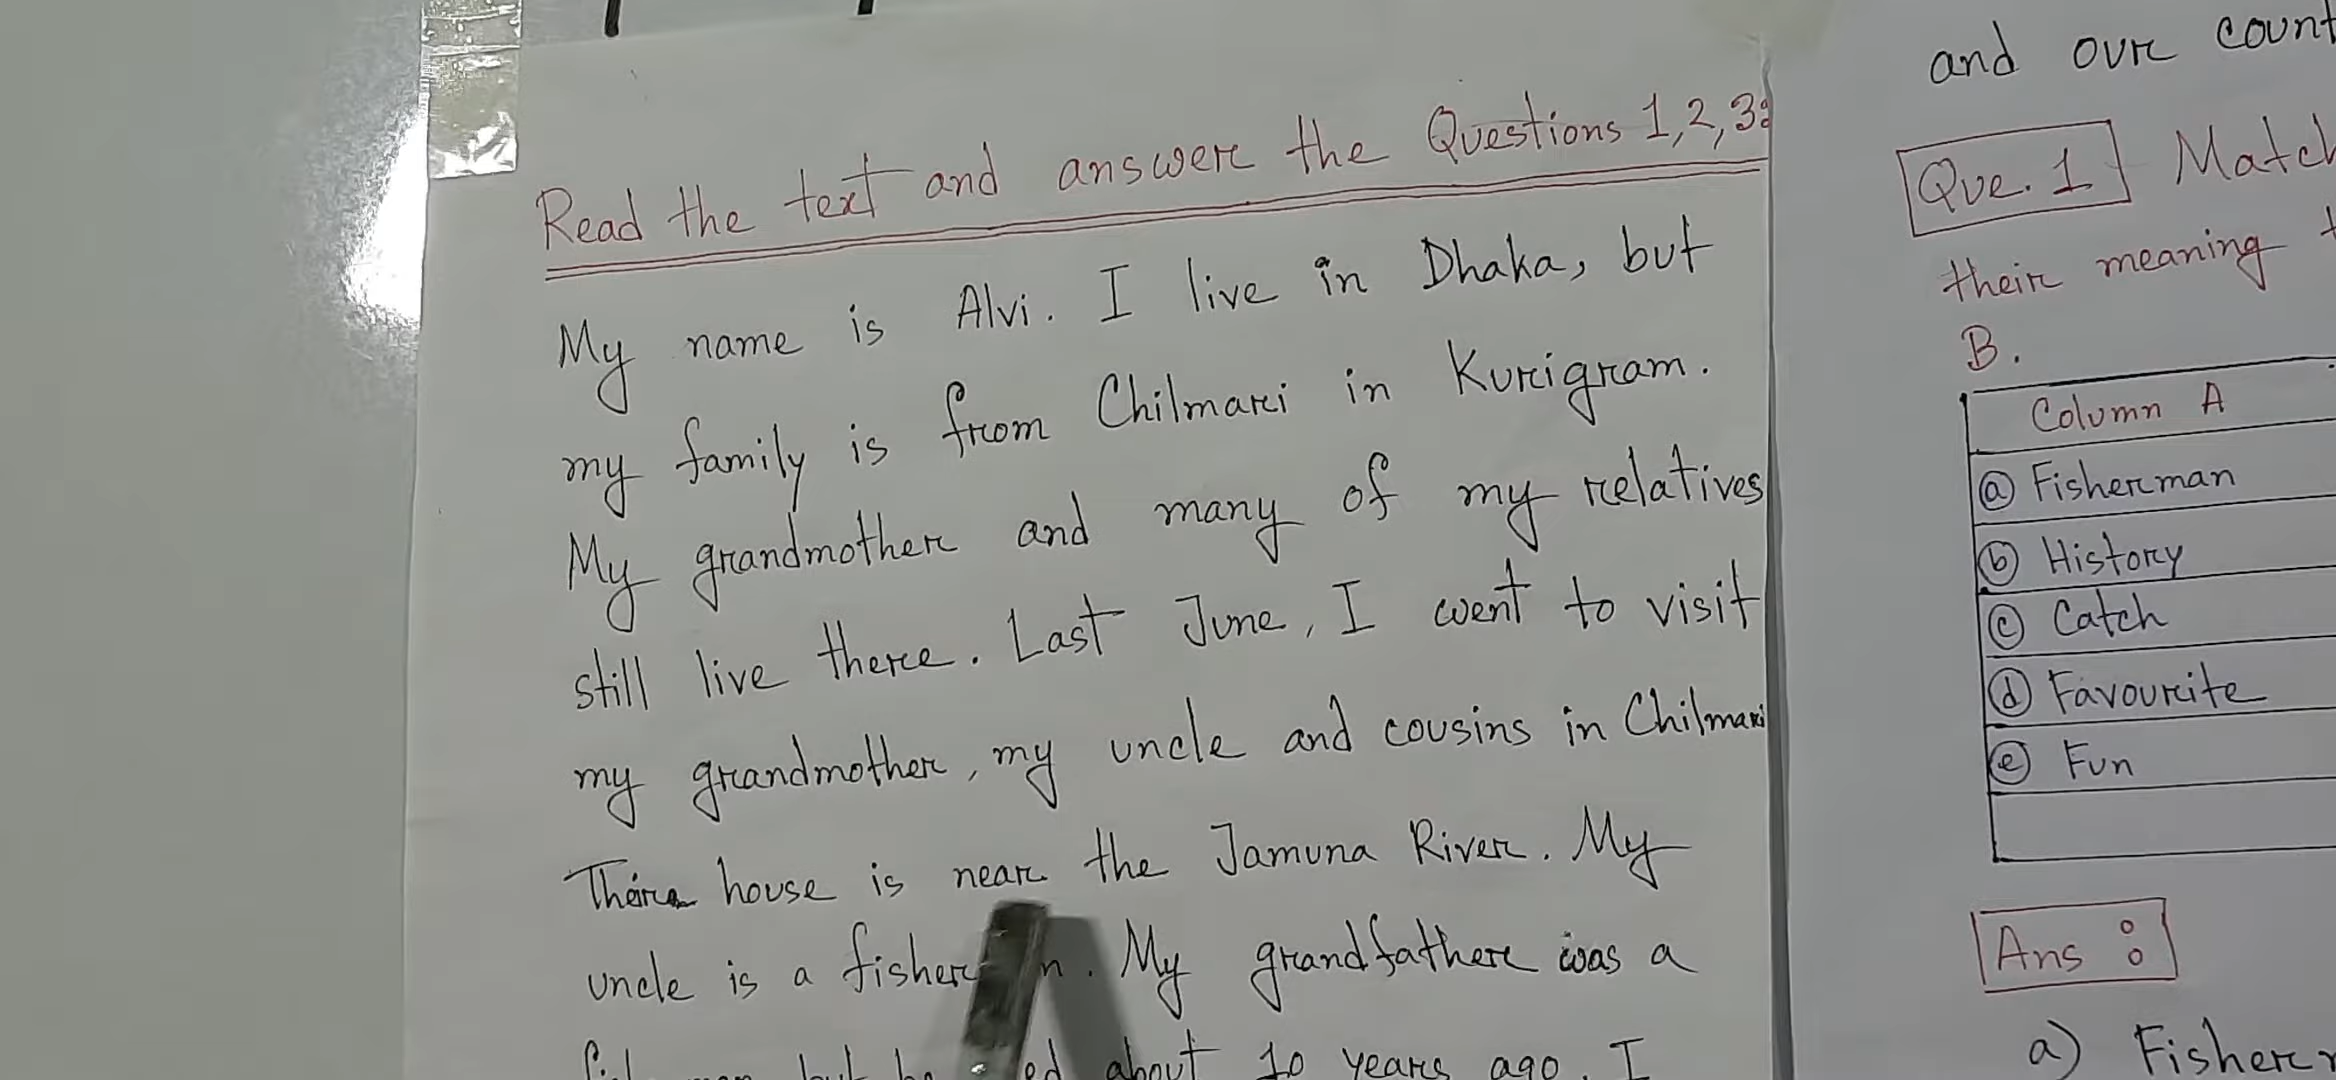 Read the text and answer the Questions 1,2,3:
My name is Alvi. I live in Dhaka, but
my family is from Chilmari in Kurigram.
My grandmother and many of my relatives
still live there. Last June, I went to visit
my grandmother, my uncle and cousins in Chilmari
house is near the Jamuna River. My
uncle is a My grandfather was a
about 10 years ago. I
and our
Que. 1 Match
their meaning
B.
Column A
(a) Fisherman
(b) History
(c) Catch
(d) Favourite
(e) Fun
Ans :
a)